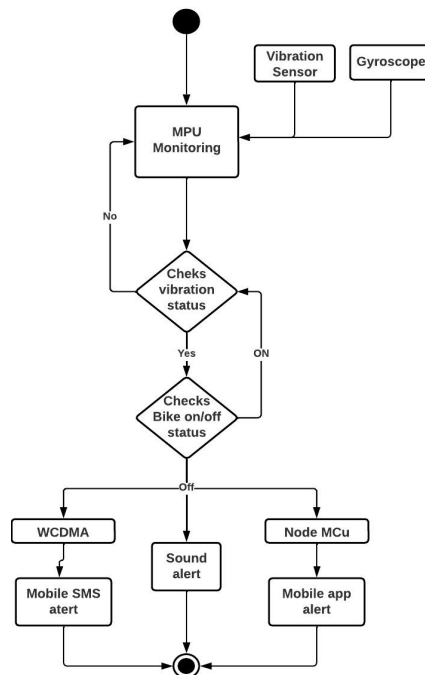 Vibration
Sensor
Gyroscope
MPU
Monitoring
No
Cheks
vibration
status
Yes
ON
Checks
Bike on/off
status
Off
WCDMA
Node MCu
Sound
alert
Mobile SMS
atert
Mobile app
alert